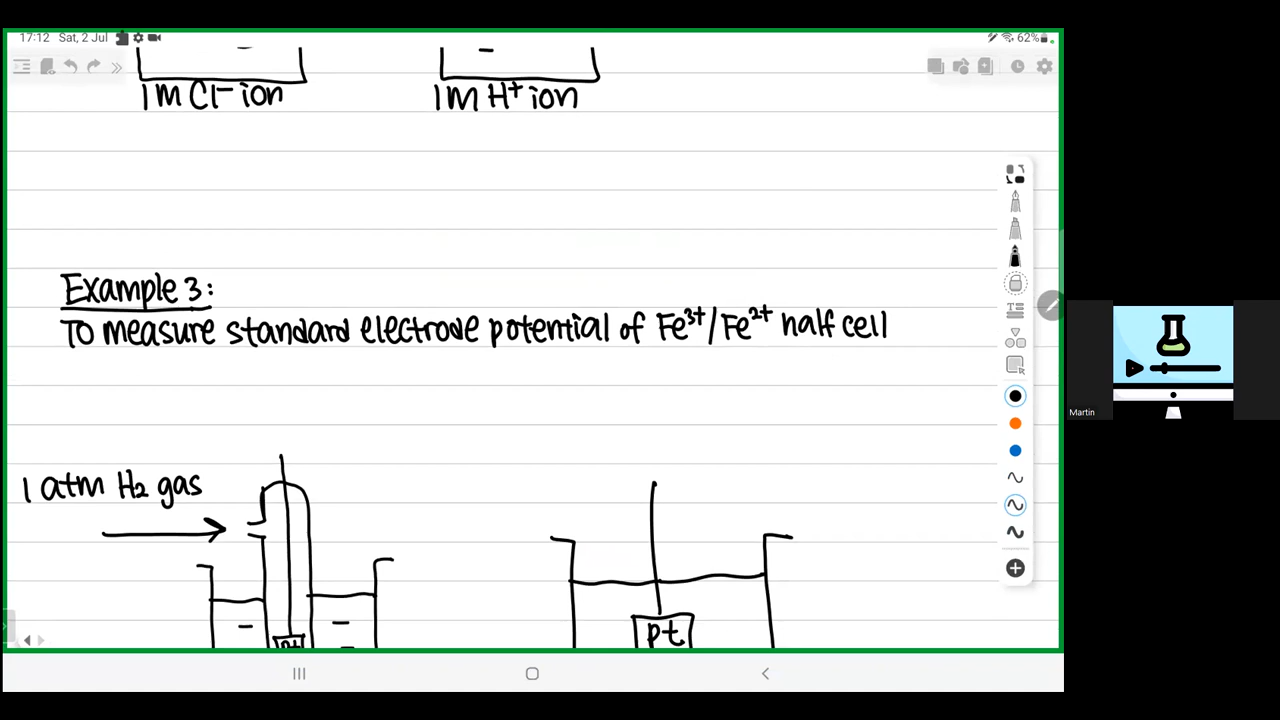 17:12 Sat, 2 Jul
62%
1M Cl⁻ ion
1M H⁺ ion
Example 3:
To measure standard electrode potential of Fe³⁺/Fe²⁺ half cell
1 atm H₂ gas
pt
pt
Martin